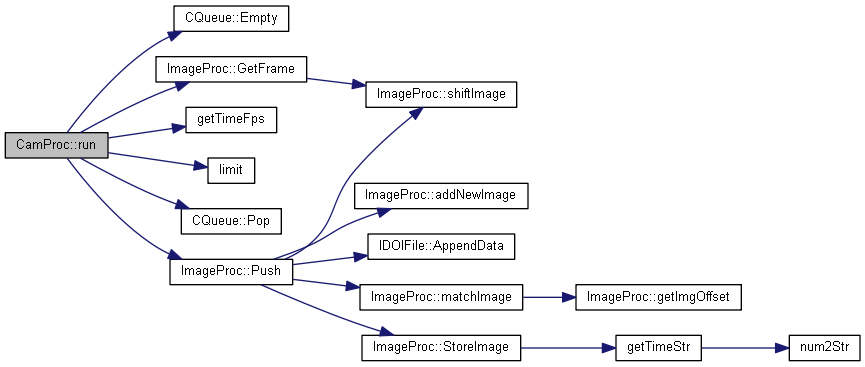 CQueue::Empty
ImageProc::GetFrame
ImageProc::shiftImage
getTimeFps
CamProc::run
limit
ImageProc::addNewImage
CQueue::Pop
IDOIFile::AppendData
ImageProc::Push
ImageProc::matchImage
ImageProc::getImgOffset
ImageProc::StoreImage
getTimeStr
num2Str